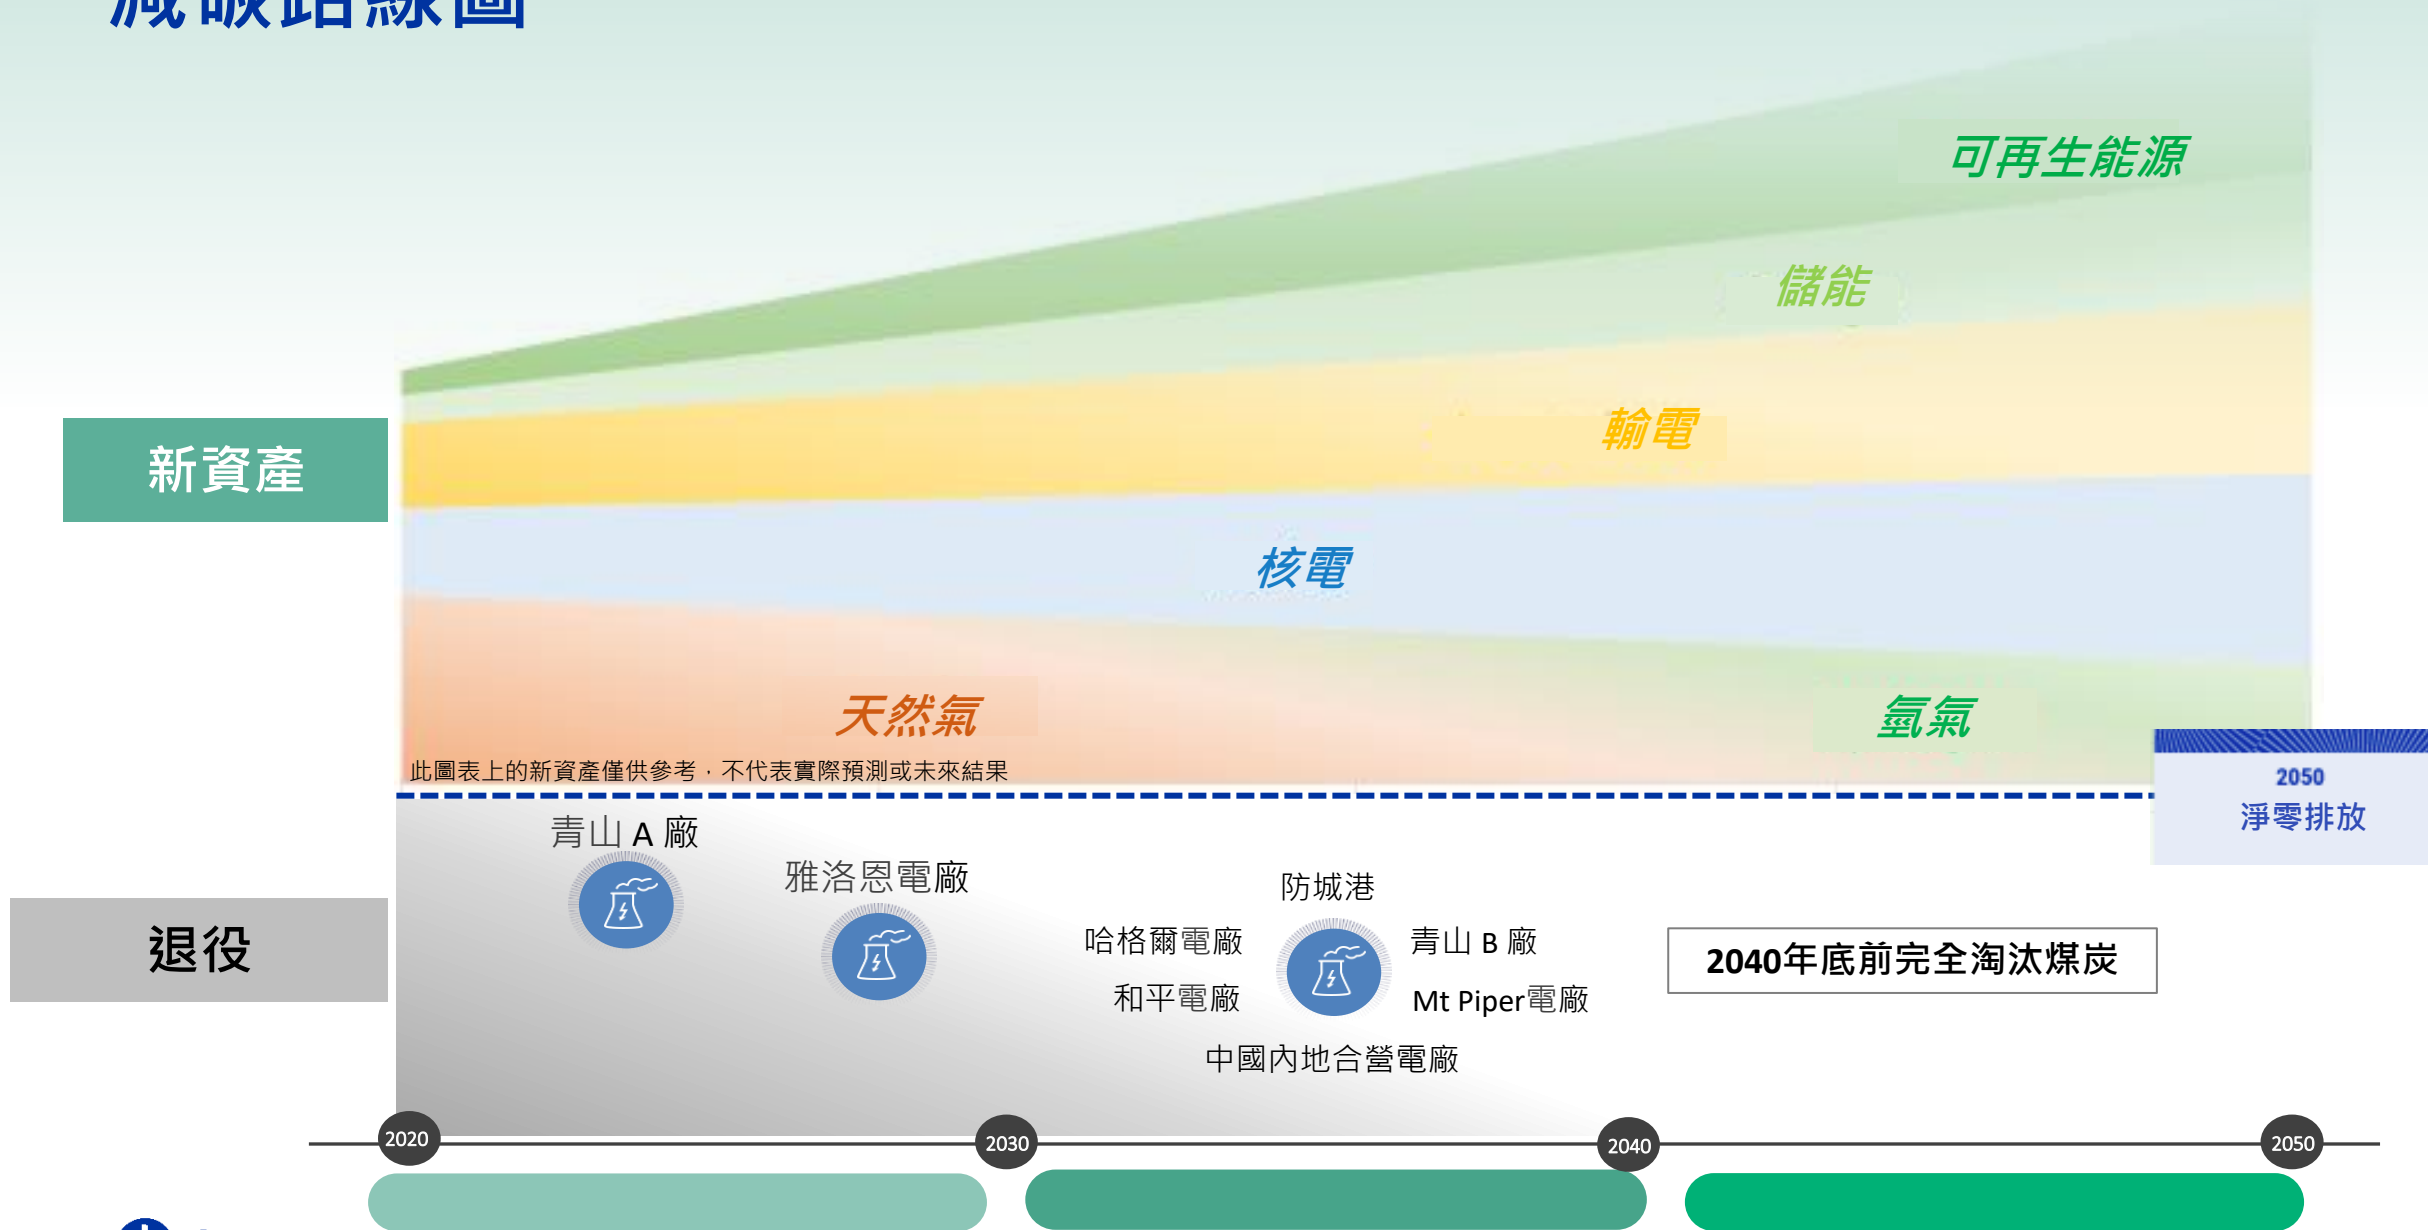 減碳路線圖
可再生能源
儲能
輸電
新資產
核電
天然氣
氫氣
此圖表上的新資產僅供參考，不代表實際預測或未來結果
2050
淨零排放
青山 A 廠
雅洛恩電廠
防城港
哈格爾電廠
青山 B 廠
退役
2040年底前完全淘汰煤炭
和平電廠
Mt Piper電廠
中國內地合營電廠
2020
2030
2040
2050